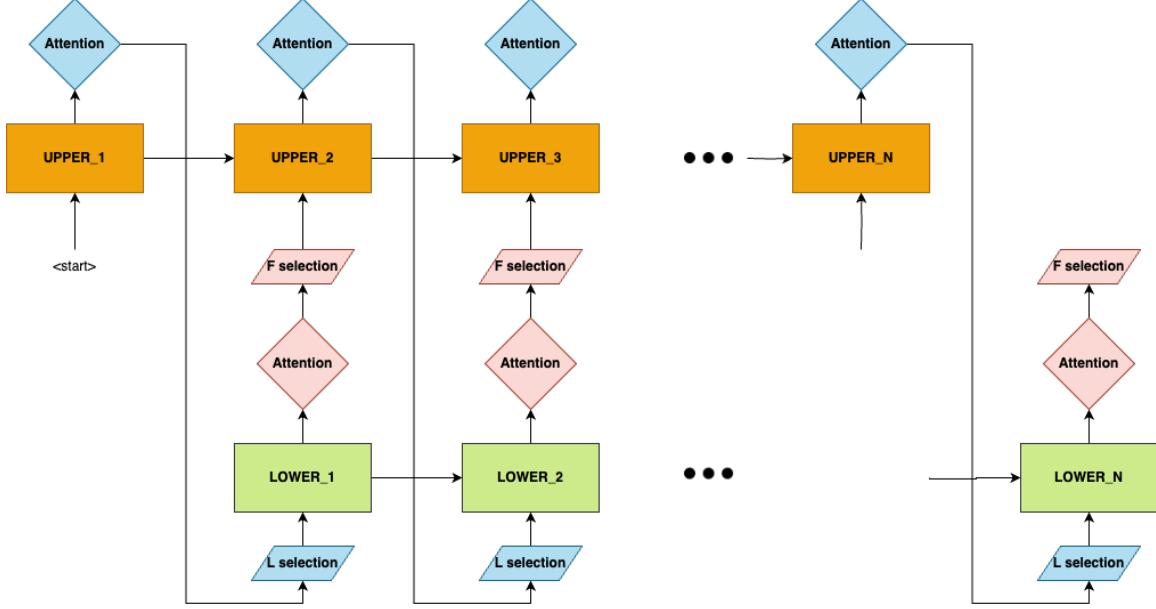 Attention
Attention
Attention
Attention
UPPER_1
UPPER_2
UPPER_3
UPPER_N
<start>
F selection
F selection
F selection
Attention
Attention
Attention
LOWER_1
LOWER_2
LOWER_N
L selection
L selection
L selection